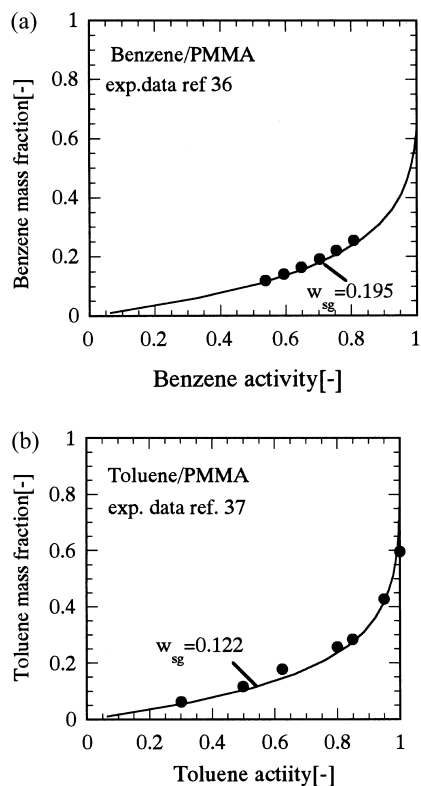 (a)
Benzene/PMMA
exp.data ref 36
Benzene mass fraction[-]
1
0.8
0.6
0.4
0.2
0
w_sg=0.195
0
0.2
0.4
0.6
0.8
1
Benzene activity[-]
(b)
Toluene/PMMA
exp. data ref. 37
Toluene mass fraction[-]
1
0.8
0.6
0.4
0.2
0
w_sg=0.122
0
0.2
0.4
0.6
0.8
1
Toluene actiity[-]